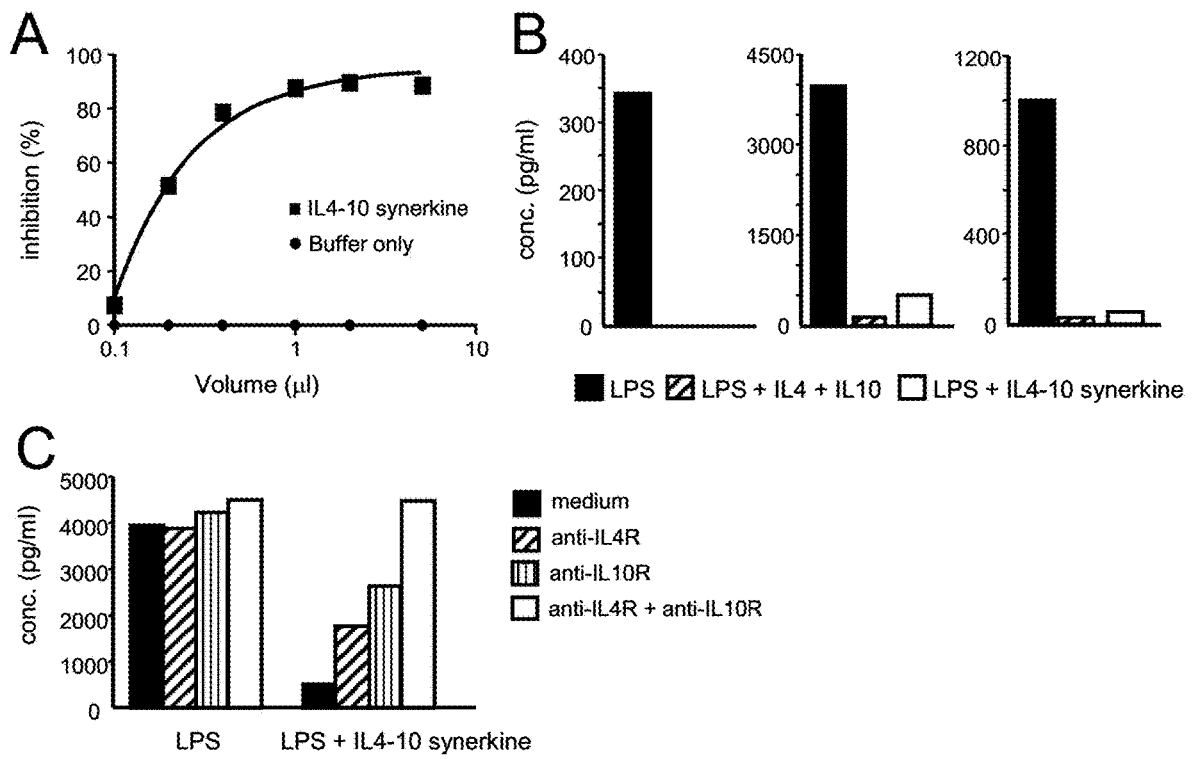 A
100
80
60
40
20
0
inhibition (%)
0.1
1
10
Volume (µl)
IL4-10 synerkine
Buffer only
B
400
300
200
100
0
conc. (pg/ml)
4500
3000
1500
0
1200
800
400
0
LPS
LPS + IL4 + IL10
LPS + IL4-10 synerkine
C
5000
4000
3000
2000
1000
0
conc. (pg/ml)
LPS
LPS + IL4-10 synerkine
medium
anti-IL4R
anti-IL10R
anti-IL4R + anti-IL10R